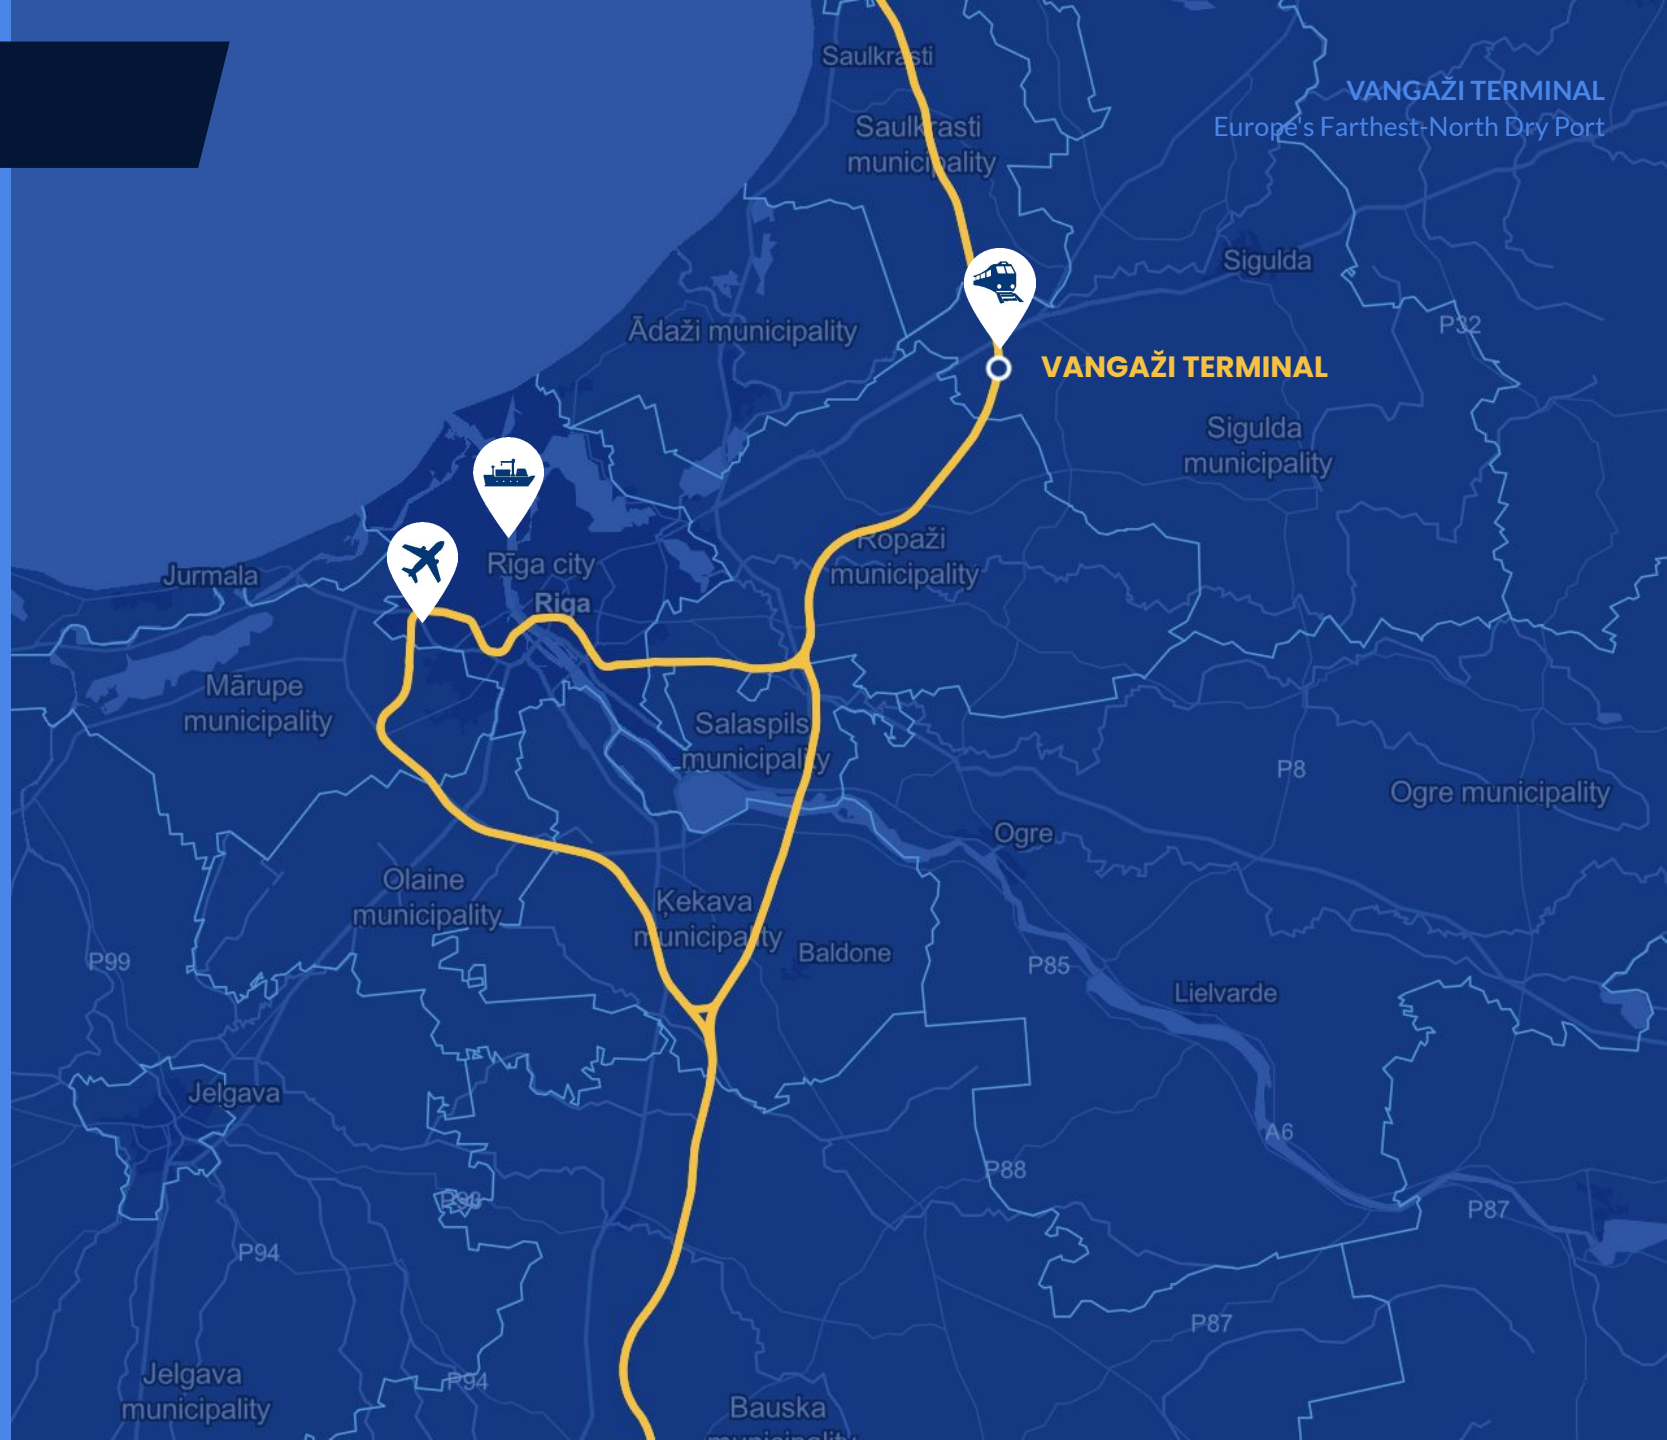 Saulkrasti
VANGAŽI TERMINAL
Europe's Farthest-North Dry Port
Saulkrasti
municipality
Sigulda
P32
Ādaži municipality
VANGAŽI TERMINAL
Sigulda
municipality
Ropaži
municipality
Rīga city
Jurmala
Riga
Mārupe
municipality
Salaspils
municipality
P8
Ogre municipality
Ogre
Olaine
municipality
Ķekava
municipality
Baldone
P99
P85
Lielvarde
Jelgava
A6
P88
P87
P94
P87
Jelgava
municipality
P94
Bauska
municipality